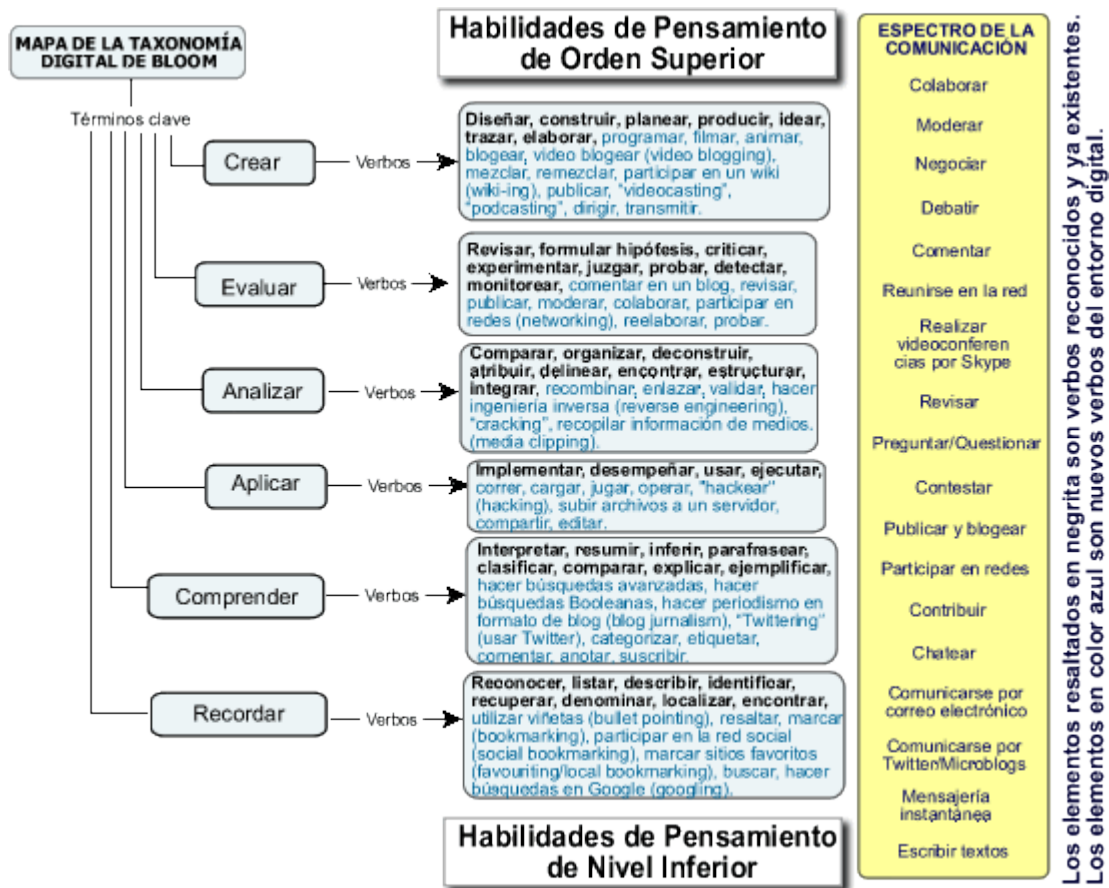 MAPA DE LA TAXONOMÍA
DIGITAL DE BLOOM
Términos clave
Habilidades de Pensamiento
de Orden Superior
Crear
Verbos
Diseñar, construir, planear, producir, idear,
trazar, elaborar, programar, filmar, animar,
blogear, video blogear (video blogging),
mezclar, remezclar, participar en un wiki
(wiki-ing), publicar, "videocasting",
"podcasting", dirigir, transmitir.
Evaluar
Verbos
Revisar, formular hipófesis, criticar,
experimentar, juzgar, probar, detectar,
monitorear, comentar en un blog, revisar,
publicar, moderar, colaborar, participar en
redes (networking), reelaborar, probar.
Analizar
Verbos
Comparar, organizar, deconstruir,
atribuir, delinear, encontrar, estructurar,
integrar, recombinar, enlazar, validar, hacer
ingeniería inversa (reverse engineering),
"cracking", recopilar información de medios.
(media clipping).
Aplicar
Verbos
Implementar, desempeñar, usar, ejecutar,
correr, cargar, jugar, operar, "hackear"
(hacking), subir archivos a un servidor,
compartir, editar.
Comprender
Verbos
Interpretar, resumir, inferir, parafrasear,
clasificar, comparar, explicar, ejemplificar,
hacer búsquedas avanzadas, hacer
búsquedas Booleanas, hacer periodismo en
formato de blog (blog jurnalism), "Twittering"
(usar Twitter), categorizar, etiquetar,
comentar, anotar, suscribir.
Recordar
Verbos
Reconocer, listar, describir, identificar,
recuperar, denominar, localizar, encontrar,
utilizar viñetas (bullet pointing), resaltar, marcar
(bookmarking), participar en la red social
(social bookmarking), marcar sitios favoritos
(favouriting/local bookmarking), buscar, hacer
búsquedas en Google (googling).
Habilidades de Pensamiento
de Nivel Inferior
ESPECTRO DE LA
COMUNICACIÓN
Colaborar
Moderar
Negociar
Debatir
Comentar
Reunirse en la red
Realizar
videoconferen
cias por Skype
Revisar
Preguntar/Questionar
Contestar
Publicar y blogear
Participar en redes
Contribuir
Chatear
Comunicarse por
correo electrónico
Comunicarse por
Twitter/Microblogs
Mensajería
instantánea
Escribir textos
Los elementos resaltados en negrita son verbos reconocidos y ya existentes.
Los elementos en color azul son nuevos verbos del entorno digital.